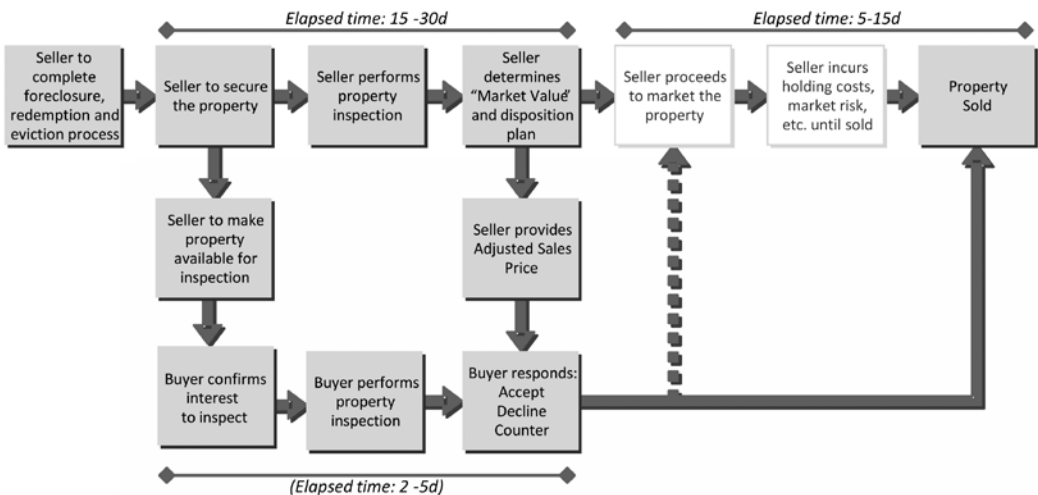 Elapsed time: 15 -30d
Elapsed time: 5-15d
Seller to
complete
foreclosure,
redemption and
eviction process
Seller to secure
the property
Seller performs
property
inspection
Seller
determines
“Market Value”
and disposition
plan
Seller proceeds
to market the
property
Seller incurs
holding costs,
market risk,
etc. until sold
Property
Sold
Seller to make
property
available for
inspection
Seller provides
Adjusted Sales
Price
Buyer confirms
interest
to inspect
Buyer performs
property
inspection
Buyer responds:
Accept
Decline
Counter
(Elapsed time: 2 -5d)